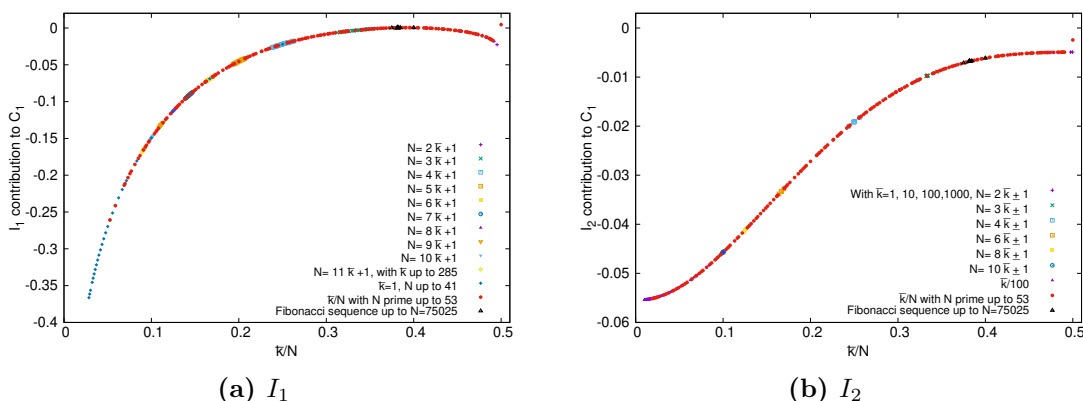 0
-0.05
-0.1
-0.15
-0.2
-0.25
-0.3
-0.35
-0.4
I₁ contribution to C₁
N= 2 k̄ +1
N= 3 k̄ +1
N= 4 k̄ +1
N= 5 k̄ +1
N= 6 k̄ +1
N= 7 k̄ +1
N= 8 k̄ +1
N= 9 k̄ +1
N= 10 k̄ +1
N= 11 k̄ +1, with k̄ up to 285
k̄=1, N up to 41
k̄/N with N prime up to 53
Fibonacci sequence up to N=75025
0 0.1 0.2 0.3 0.4 0.5
k̄/N
(a) I₁
0
-0.01
-0.02
-0.03
-0.04
-0.05
-0.06
I₂ contribution to C₁
With k̄=1, 10, 100,1000, N= 2 k̄ ± 1
N= 3 k̄ ± 1
N= 4 k̄ ± 1
N= 6 k̄ ± 1
N= 8 k̄ ± 1
N= 10 k̄ ± 1
k̄/100
k̄/N with N prime up to 53
Fibonacci sequence up to N=75025
0 0.1 0.2 0.3 0.4 0.5
k̄/N
(b) I₂